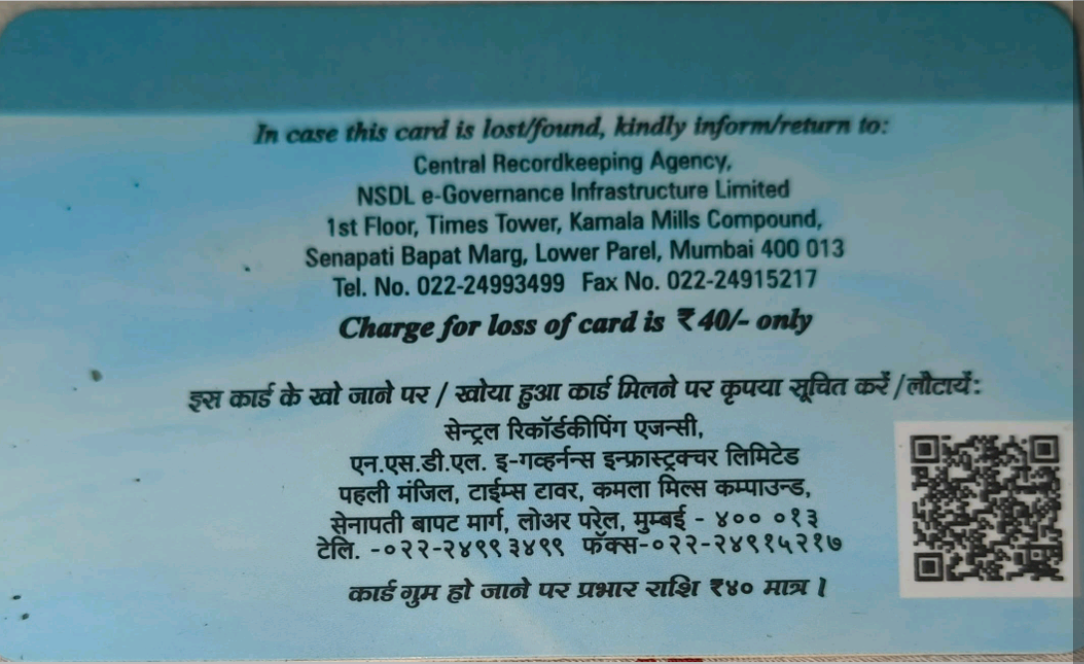 In case this card is lost/found, kindly inform/return to:
Central Recordkeeping Agency,
NSDL e-Governance Infrastructure Limited
1st Floor, Times Tower, Kamala Mills Compound,
Senapati Bapat Marg, Lower Parel, Mumbai 400 013
Tel. No. 022-24993499 Fax No. 022-24915217
Charge for loss of card is ₹40/- only
इस कार्ड के खो जाने पर / खोया हुआ कार्ड मिलने पर कृपया सूचित करें /लौटायें:
सेन्ट्रल रिकॉर्डकीपिंग एजन्सी,
एन.एस.डी.एल. इ-गव्हर्नन्स इन्फ्रास्ट्रक्चर लिमिटेड
पहली मंजिल, टाईम्स टावर, कमला मिल्स कम्पाउन्ड,
सेनापती बापट मार्ग, लोअर परेल, मुम्बई - ४०० ०१३
टेलि. -०२२-२४९९३४९९ फॅक्स-०२२-२४९१५२१७
कार्ड गुम हो जाने पर प्रभार राशि ₹४० मात्र ।